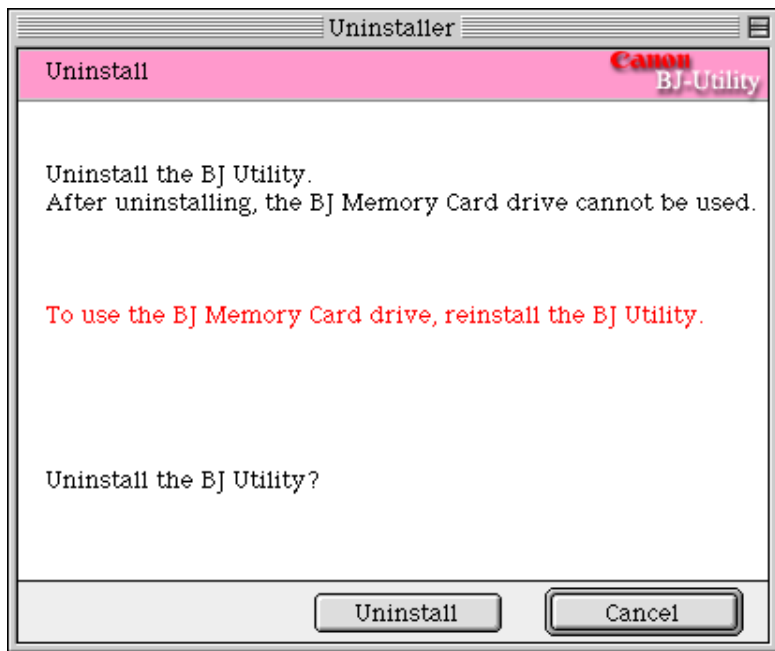 Uninstaller
Uninstall
Canon
BJ-Utility
Uninstall the BJ Utility.
After uninstalling, the BJ Memory Card drive cannot be used.
To use the BJ Memory Card drive, reinstall the BJ Utility.
Uninstall the BJ Utility?
Uninstall
Cancel